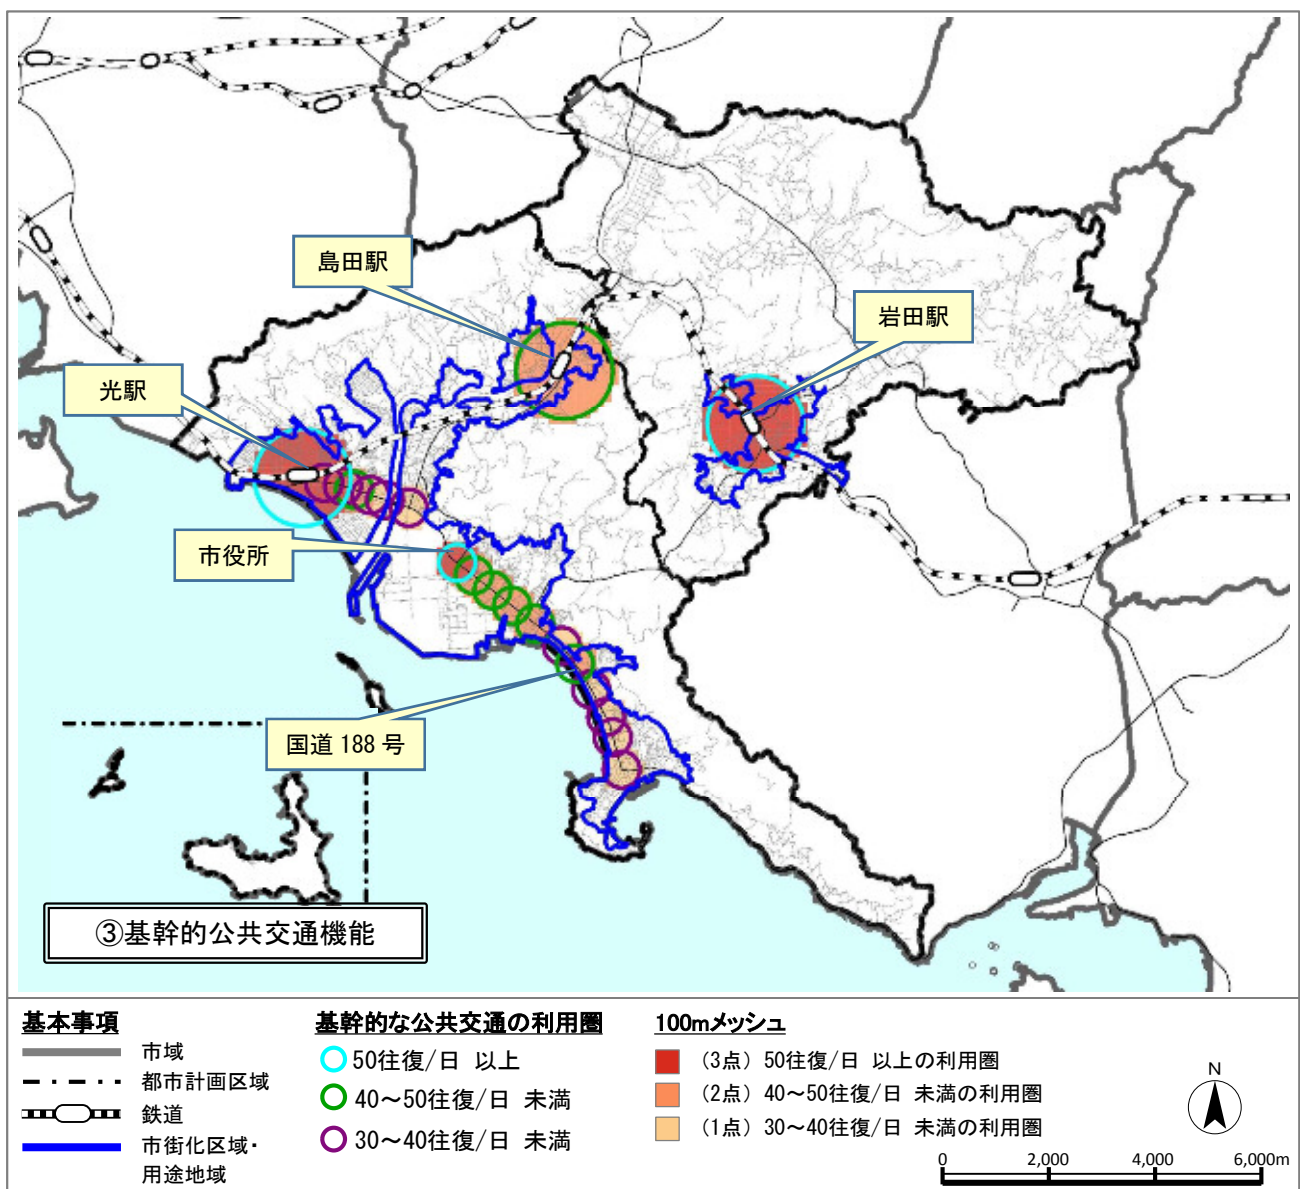 島田駅
岩田駅
光駅
市役所
国道 188 号
③基幹的公共交通機能
基本事項
市域
都市計画区域
鉄道
市街化区域・
用途地域
基幹的な公共交通の利用圏
50往復/日 以上
40～50往復/日 未満
30～40往復/日 未満
100mメッシュ
(3点) 50往復/日 以上の利用圏
(2点) 40～50往復/日 未満の利用圏
(1点) 30～40往復/日 未満の利用圏
N
0 2,000 4,000 6,000m